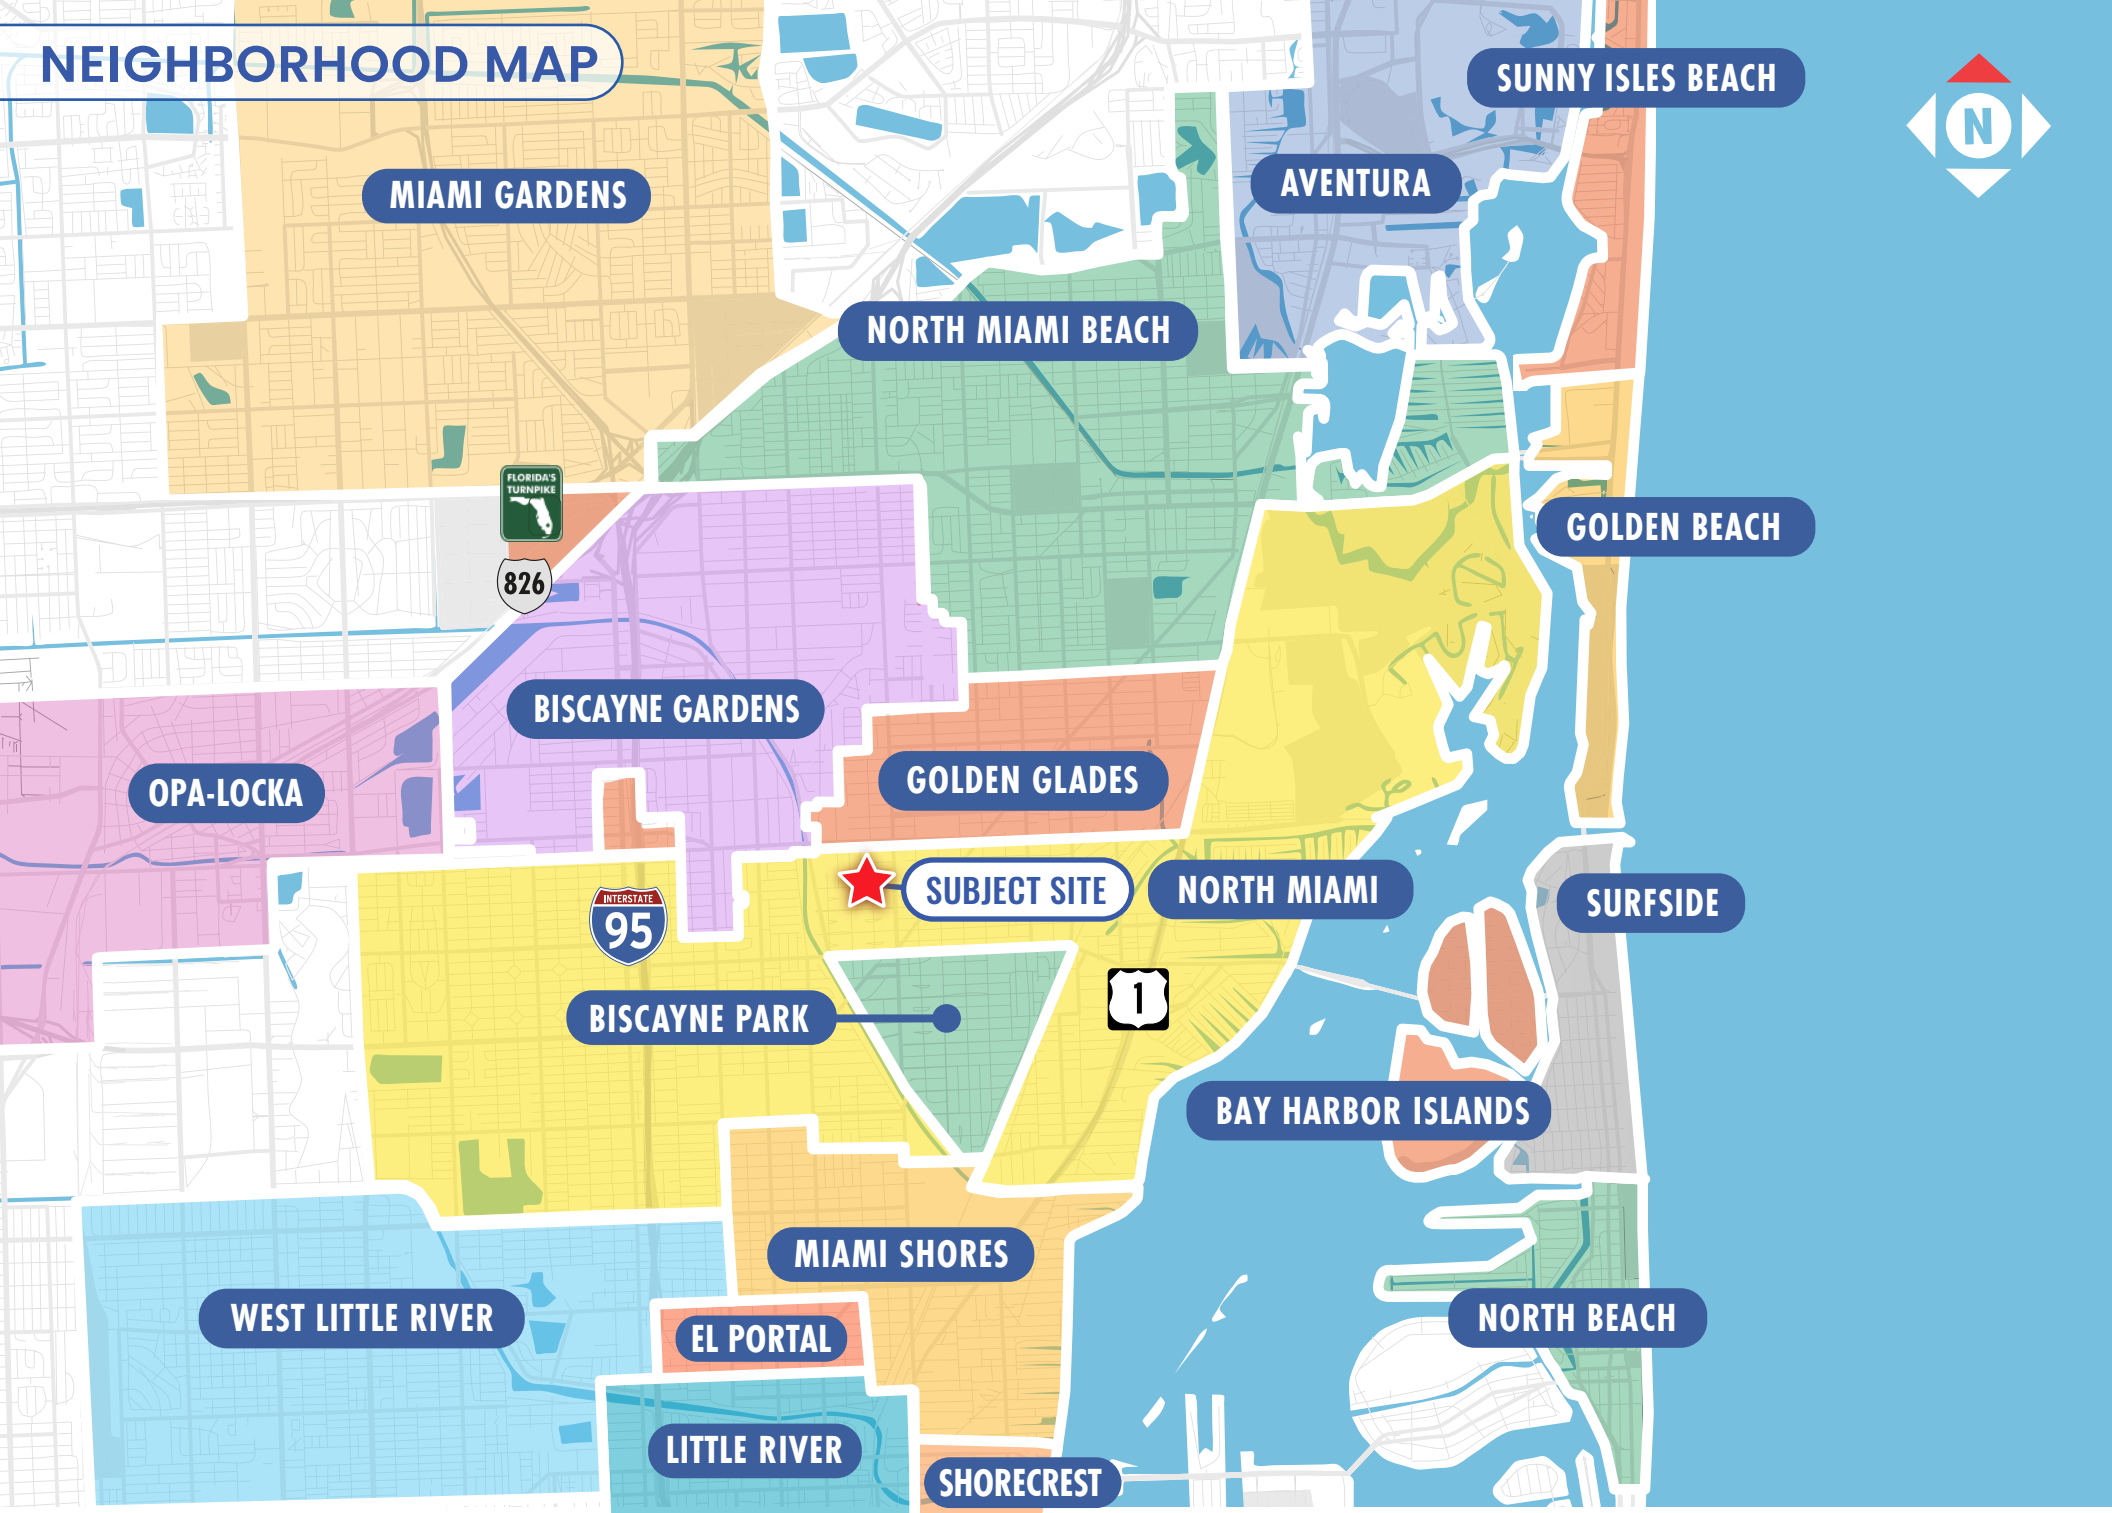 NEIGHBORHOOD MAP
SUNNY ISLES BEACH
N
AVENTURA
MIAMI GARDENS
NORTH MIAMI BEACH
FLORIDA'S
TURNPIKE
GOLDEN BEACH
826
BISCAYNE GARDENS
GOLDEN GLADES
OPA-LOCKA
SUBJECT SITE
NORTH MIAMI
SURFSIDE
INTERSTATE
95
1
BISCAYNE PARK
BAY HARBOR ISLANDS
MIAMI SHORES
WEST LITTLE RIVER
NORTH BEACH
EL PORTAL
LITTLE RIVER
SHORECREST